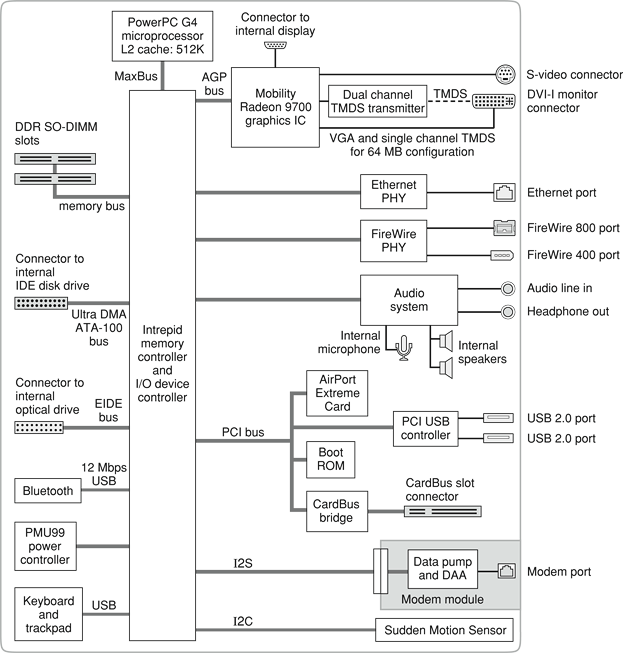 PowerPC G4
microprocessor
L2 cache: 512K
Connector to
internal display
MaxBus
AGP
bus
Mobility
Radeon 9700
graphics IC
S-video connector
Dual channel
TMDS transmitter
TMDS
DVI-I monitor
connector
VGA and single channel TMDS
for 64 MB configuration
DDR SO-DIMM
slots
memory bus
Ethernet
PHY
Ethernet port
FireWire
PHY
FireWire 800 port
FireWire 400 port
Connector to
internal
IDE disk drive
Ultra DMA
ATA-100
bus
Audio
system
Audio line in
Headphone out
Internal
microphone
Internal
speakers
Intrepid
memory
controller
and
I/O device
controller
Connector to
internal
optical drive
EIDE
bus
AirPort
Extreme
Card
PCI bus
PCI USB
controller
USB 2.0 port
USB 2.0 port
Boot
ROM
CardBus
bridge
CardBus slot
connector
12 Mbps
USB
Bluetooth
PMU99
power
controller
I2S
Data pump
and DAA
Modem port
Modem module
Keyboard
and
trackpad
USB
I2C
Sudden Motion Sensor